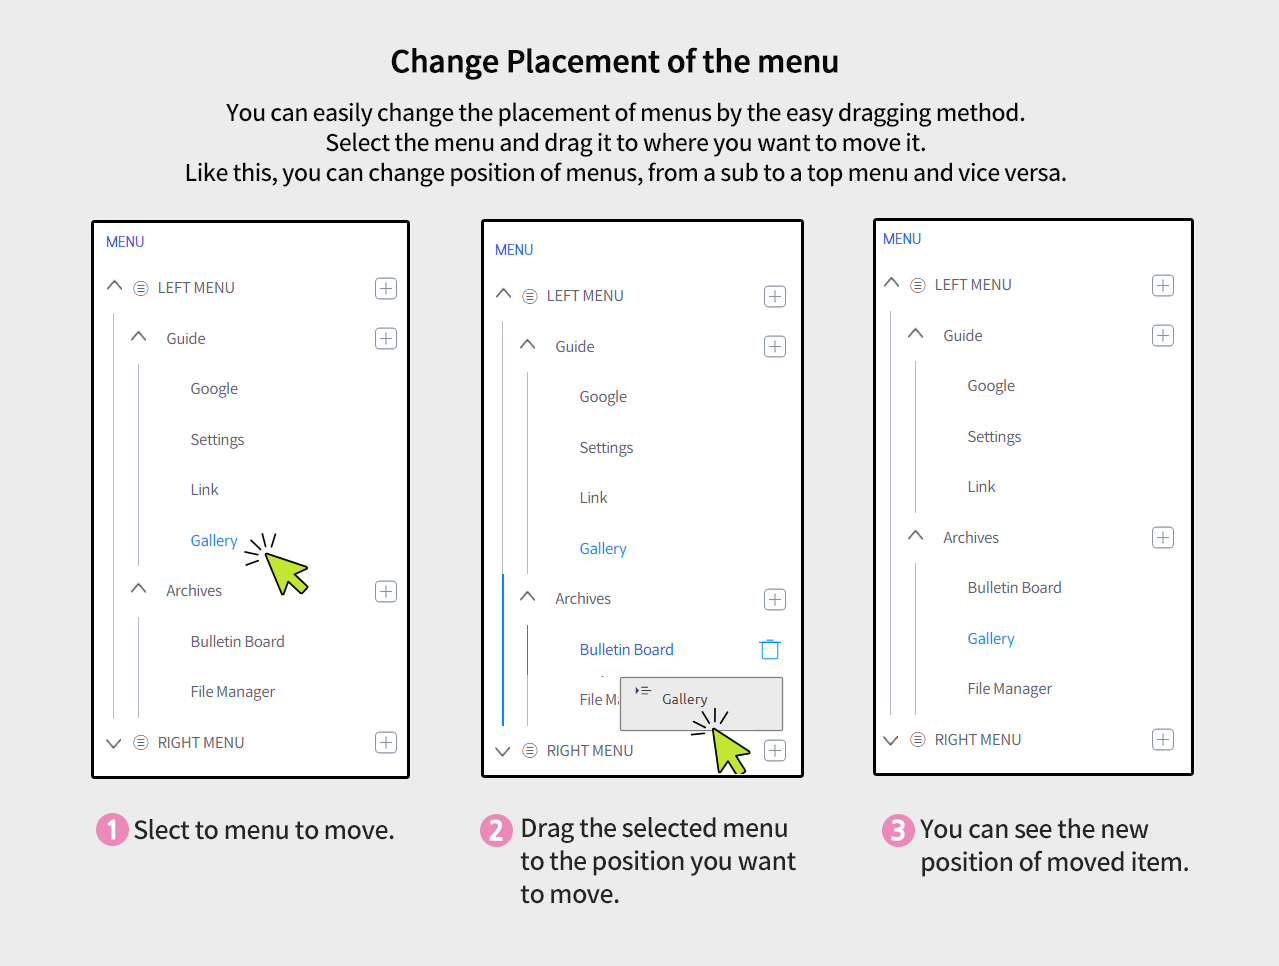 Change Placement of the menu
You can easily change the placement of menus by the easy dragging method.
Select the menu and drag it to where you want to move it.
Like this, you can change position of menus, from a sub to a top menu and vice versa.
MENU
LEFT MENU
Guide
Google
Settings
Link
Gallery
Archives
Bulletin Board
File Manager
RIGHT MENU
1 Slect to menu to move.
MENU
LEFT MENU
Guide
Google
Settings
Link
Gallery
Archives
Bulletin Board
File M
Gallery
RIGHT MENU
2 Drag the selected menu
to the position you want
to move.
MENU
LEFT MENU
Guide
Google
Settings
Link
Archives
Bulletin Board
Gallery
File Manager
RIGHT MENU
3 You can see the new
position of moved item.